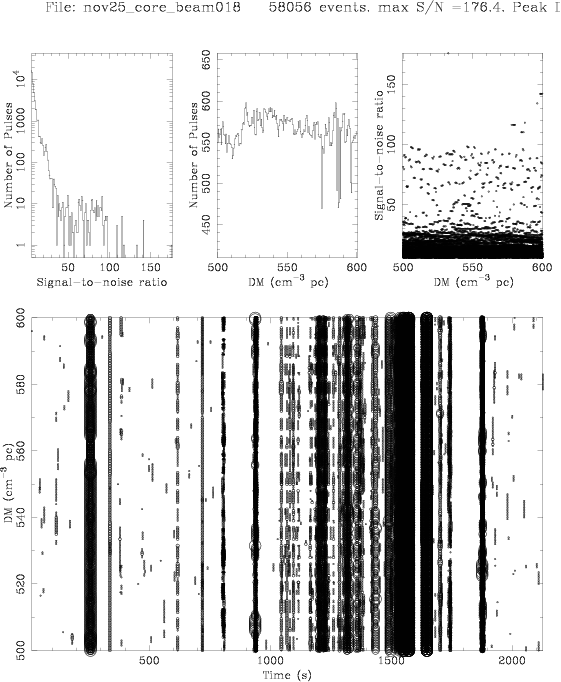 File: nov25_core_beam018 58056 events. max S/N =176.4. Peak
Number of Pulses
10⁴
1000
100
10
1
50 100 150
Signal-to-noise ratio
Number of Pulses
650
600
550
500
450
500 550 600
DM (cm⁻³ pc)
Signal-to-noise ratio
150
100
50
500 550 600
DM (cm⁻³ pc)
DM (cm⁻³ pc)
600
580
560
540
520
500
500 1000 1500 2000
Time (s)